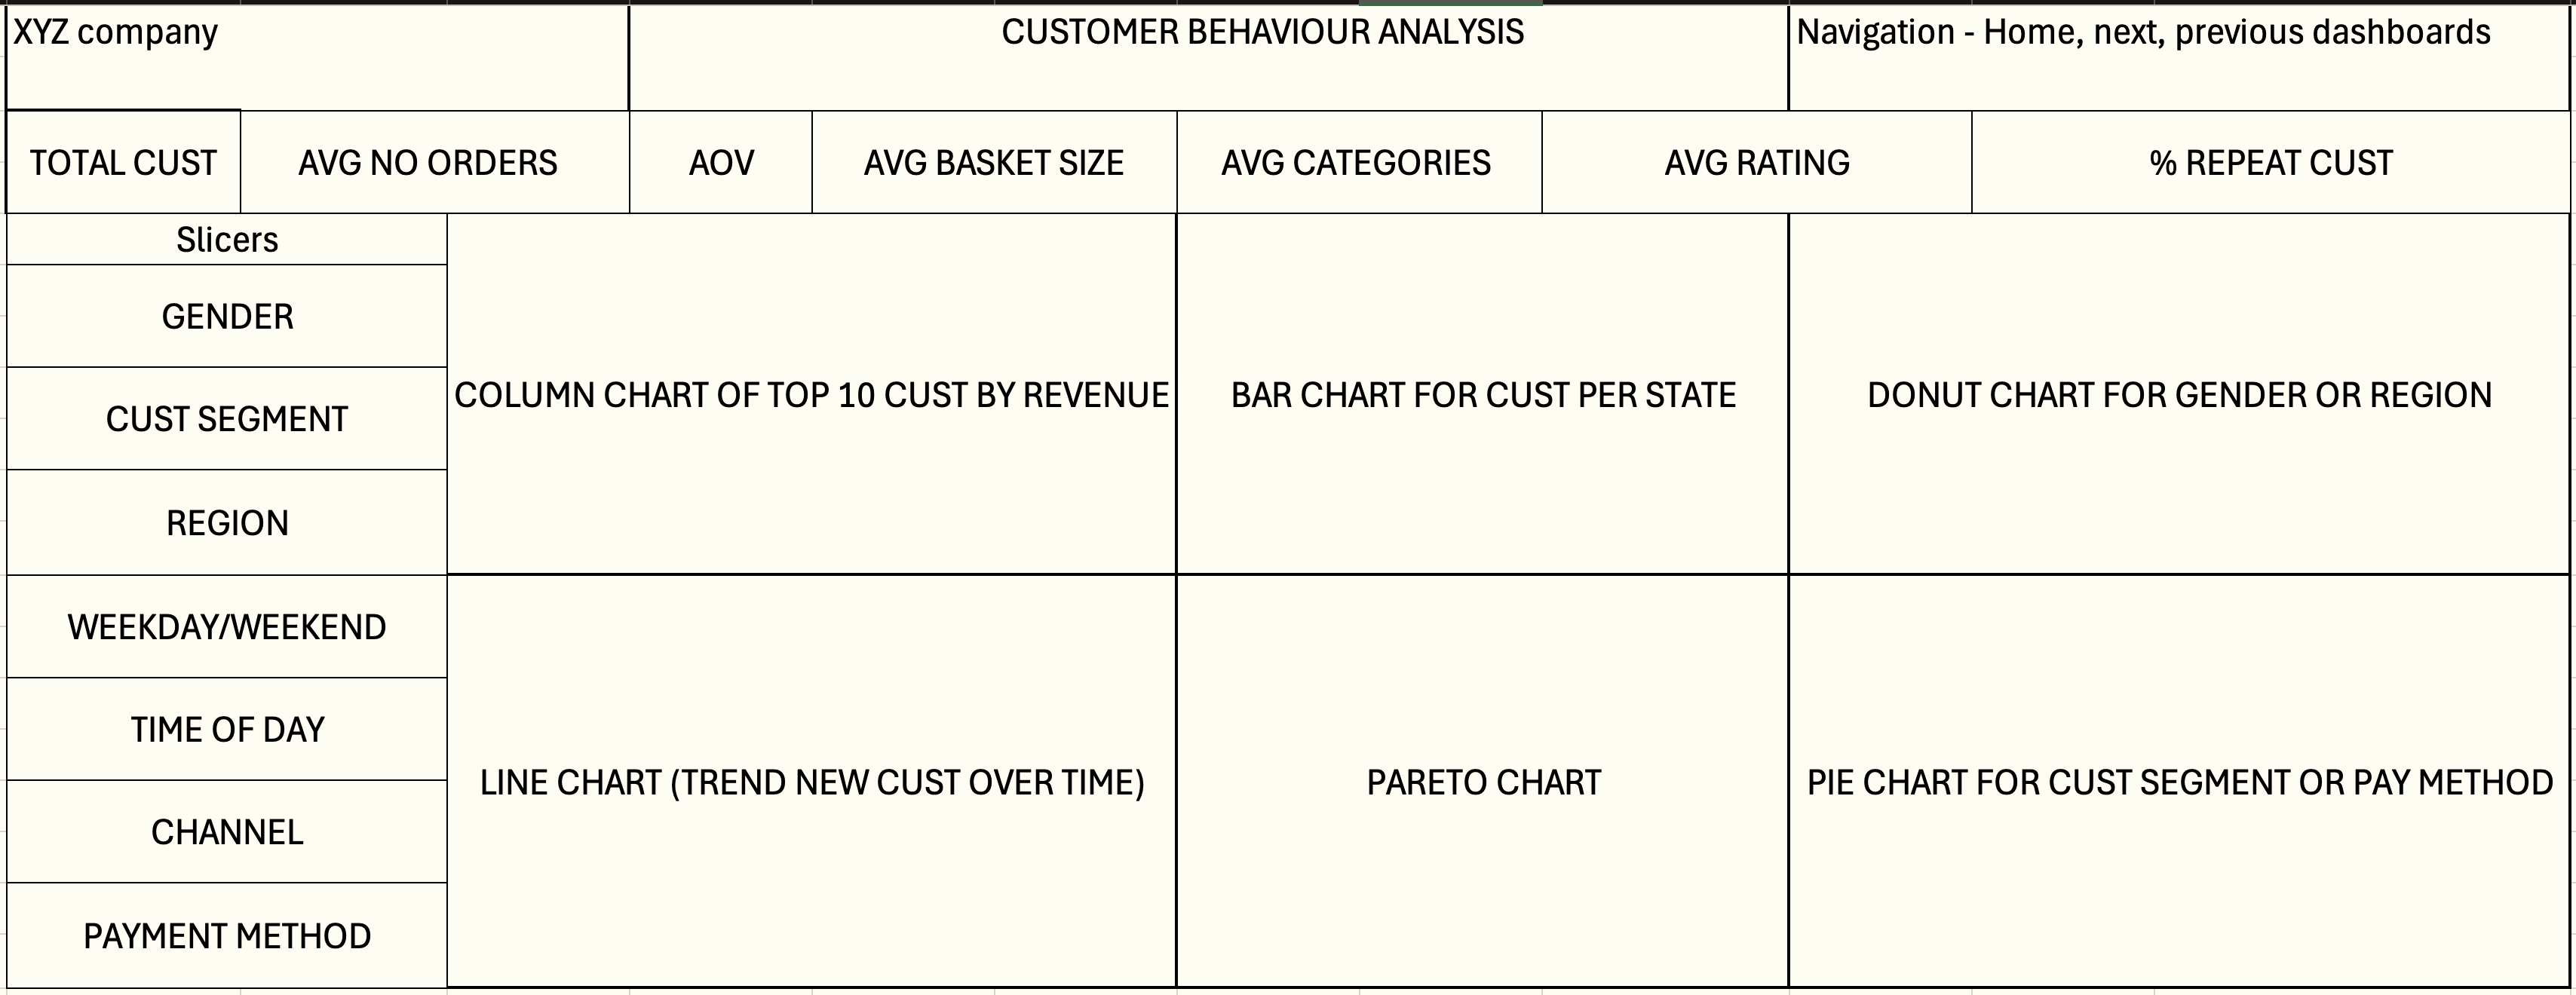 XYZ company
CUSTOMER BEHAVIOUR ANALYSIS
Navigation - Home, next, previous dashboards
TOTAL CUST
AVG NO ORDERS
AOV
AVG BASKET SIZE
AVG CATEGORIES
AVG RATING
% REPEAT CUST
Slicers
GENDER
CUST SEGMENT
REGION
WEEKDAY/WEEKEND
TIME OF DAY
CHANNEL
PAYMENT METHOD
COLUMN CHART OF TOP 10 CUST BY REVENUE
BAR CHART FOR CUST PER STATE
DONUT CHART FOR GENDER OR REGION
LINE CHART (TREND NEW CUST OVER TIME)
PARETO CHART
PIE CHART FOR CUST SEGMENT OR PAY METHOD